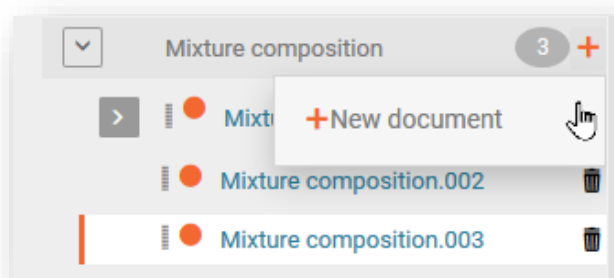 Mixture composition 3 +
Mixt
+New document
Mixture composition.002
Mixture composition.003